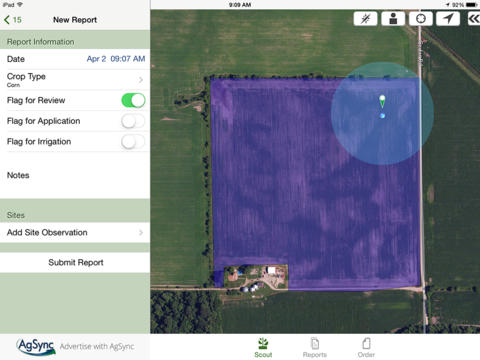 iPad
9:09 AM
92%
15
New Report
Report Information
Date Apr 2 09:07 AM
Crop Type
Corn
Flag for Review
Flag for Application
Flag for Irrigation
Notes
Sites
Add Site Observation
Submit Report
AgSync Advertise with AgSync
Scout Reports Order